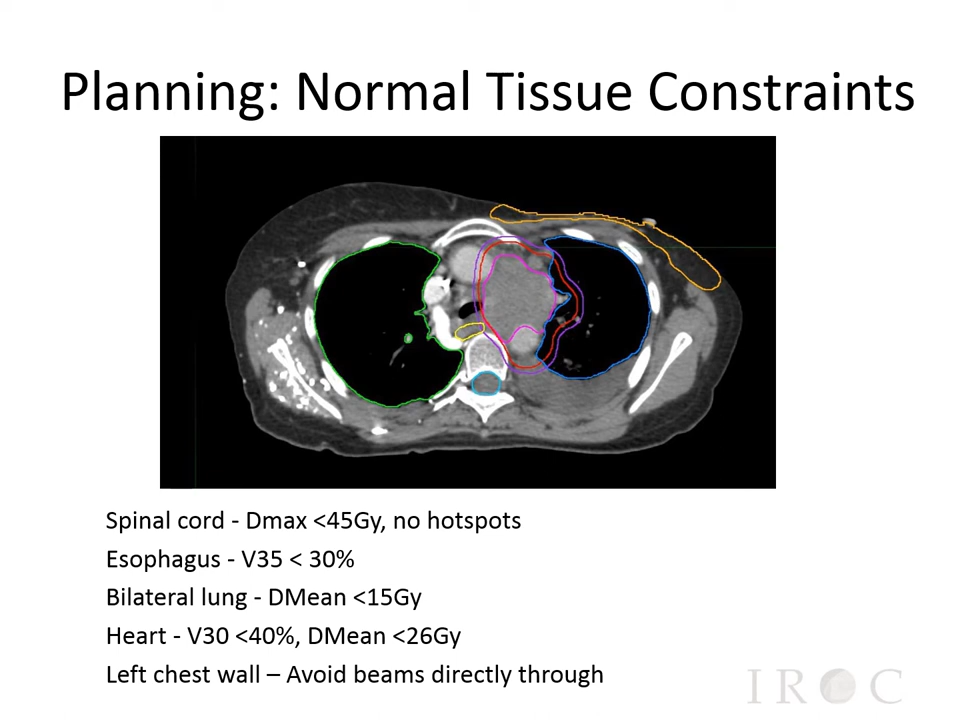 Planning: Normal Tissue Constraints
Spinal cord - Dmax <45Gy, no hotspots
Esophagus - V35 < 30%
Bilateral lung - DMean <15Gy
Heart - V30 <40%, DMean <26Gy
Left chest wall – Avoid beams directly through
IROC